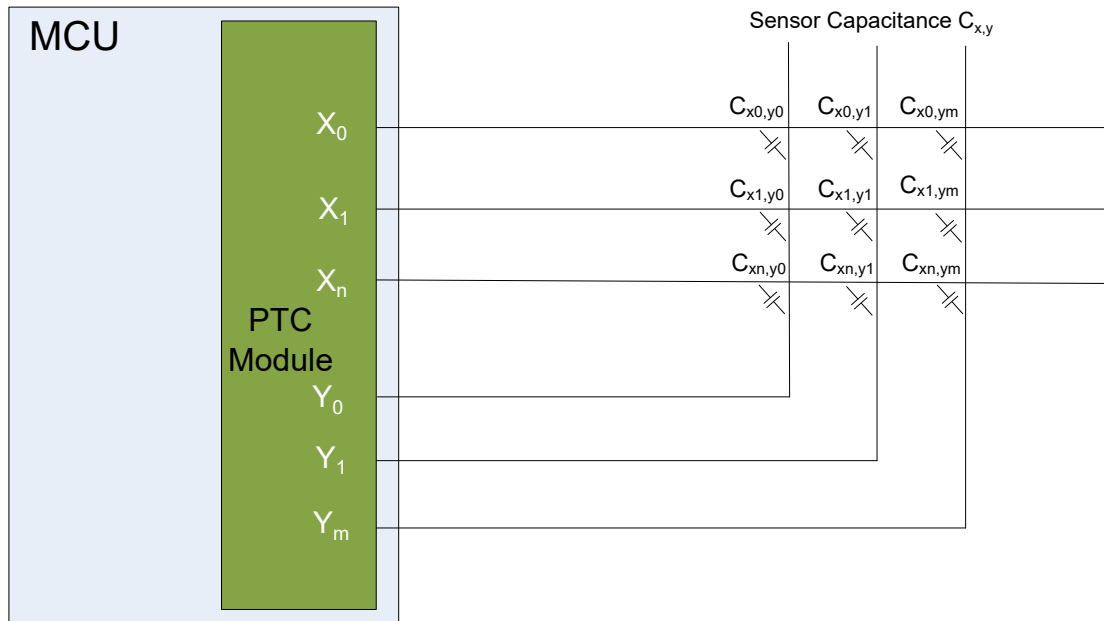 MCU
Sensor Capacitance Cx,y
X0
Cx0,y0 Cx0,y1 Cx0,ym
X1
Cx1,y0 Cx1,y1 Cx1,ym
Xn
Cxn,y0 Cxn,y1 Cxn,ym
PTC
Module
Y0
Y1
Ym